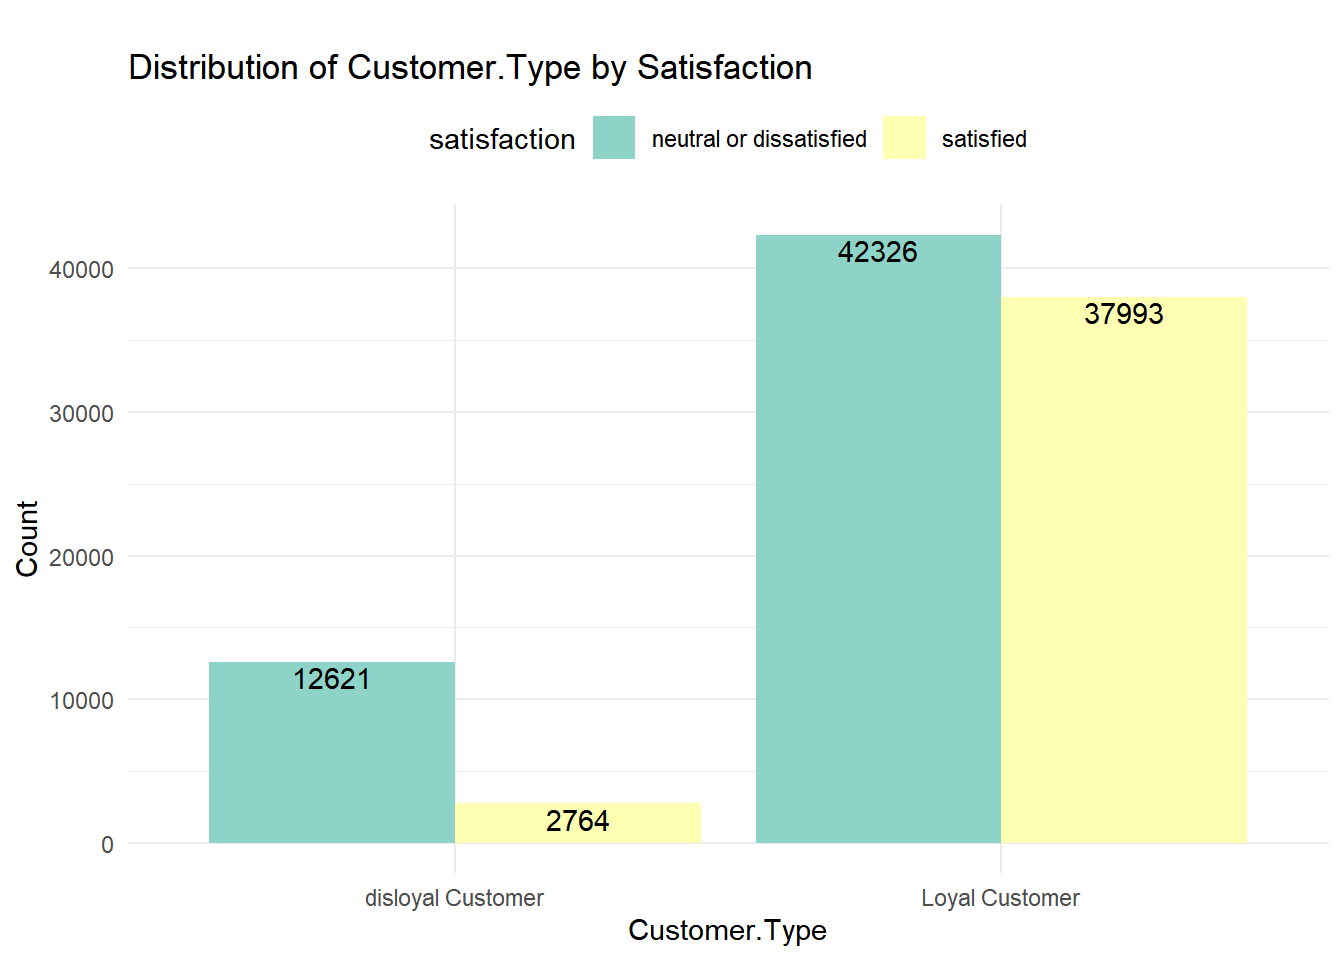 Distribution of Customer.Type by Satisfaction
satisfaction neutral or dissatisfied satisfied
42326
40000
37993
30000
Count
20000
12621
10000
2764
0
disloyal Customer Loyal Customer
Customer.Type